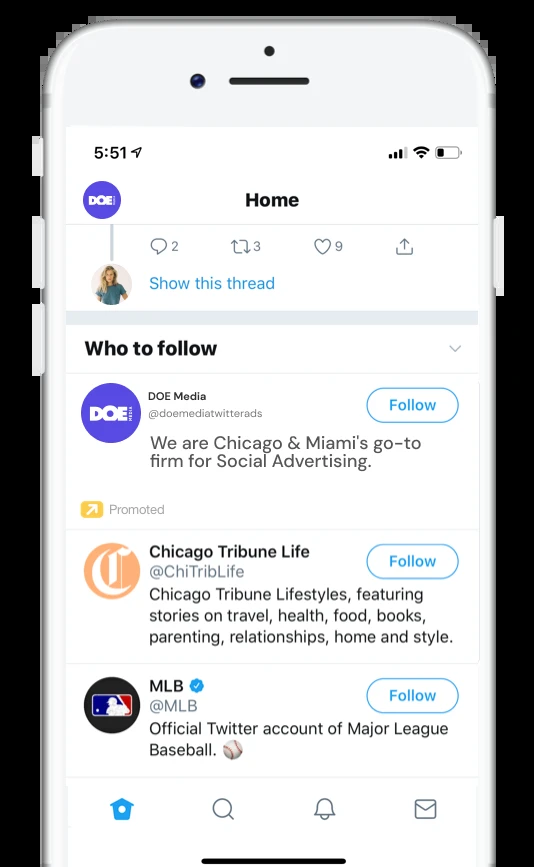 5:51
DOE
Home
2 3 9
Show this thread
Who to follow
DOE MEDIA
DOE Media
@doemediatwitterads
Follow
We are Chicago & Miami's go-to
firm for Social Advertising.
Promoted
C
Chicago Tribune Life
@ChiTribLife
Follow
Chicago Tribune Lifestyles, featuring
stories on travel, health, food, books,
parenting, relationships, home and style.
MLB
@MLB
Follow
Official Twitter account of Major League
Baseball. ⚾